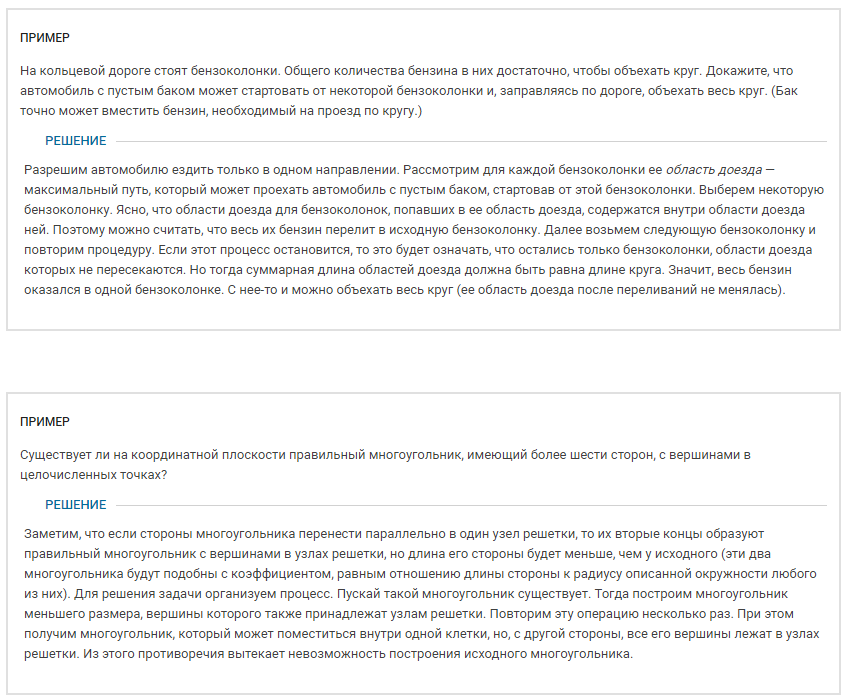 ПРИМЕР
На кольцевой дороге стоят бензоколонки. Общего количества бензина в них достаточно, чтобы объехать круг. Докажите, что
автомобиль с пустым баком может стартовать от некоторой бензоколонки и, заправляясь по дороге, объехать весь круг. (Бак
точно может вместить бензин, необходимый на проезд по кругу.)
РЕШЕНИЕ
Разрешим автомобилю ездить только в одном направлении. Рассмотрим для каждой бензоколонки ее область доезда —
максимальный путь, который может проехать автомобиль с пустым баком, стартовав от этой бензоколонки. Выберем некоторую
бензоколонку. Ясно, что области доезда для бензоколонок, попавших в ее область доезда, содержатся внутри области доезда
ней. Поэтому можно считать, что весь их бензин перелит в исходную бензоколонку. Далее возьмем следующую бензоколонку и
повторим процедуру. Если этот процесс остановится, то это будет означать, что остались только бензоколонки, области доезда
которых не пересекаются. Но тогда суммарная длина областей доезда должна быть равна длине круга. Значит, весь бензин
оказался в одной бензоколонке. С нее-то и можно объехать весь круг (ее область доезда после переливаний не менялась).
ПРИМЕР
Существует ли на координатной плоскости правильный многоугольник, имеющий более шести сторон, с вершинами в
целочисленных точках?
РЕШЕНИЕ
Заметим, что если стороны многоугольника перенести параллельно в один узел решетки, то их вторые концы образуют
правильный многоугольник с вершинами в узлах решетки, но длина его стороны будет меньше, чем у исходного (эти два
многоугольника будут подобны с коэффициентом, равным отношению длины стороны к радиусу описанной окружности любого
из них). Для решения задачи организуем процесс. Пускай такой многоугольник существует. Тогда построим многоугольник
меньшего размера, вершины которого также принадлежат узлам решетки. Повторим эту операцию несколько раз. При этом
получим многоугольник, который может поместиться внутри одной клетки, но, с другой стороны, все его вершины лежат в узлах
решетки. Из этого противоречия вытекает невозможность построения исходного многоугольника.